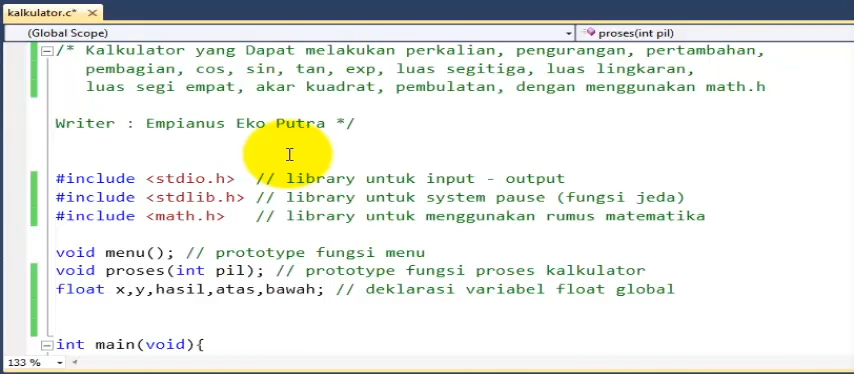 kalkulator.c*
(Global Scope)
proses(int pil)
/* Kalkulator yang Dapat melakukan perkalian, pengurangan, pertambahan,
pembagian, cos, sin, tan, exp, luas segitiga, luas lingkaran,
luas segi empat, akar kuadrat, pembulatan, dengan menggunakan math.h
Writer : Empianus Eko Putra */
#include <stdio.h> // library untuk input - output
#include <stdlib.h> // library untuk system pause (fungsi jeda)
#include <math.h> // library untuk menggunakan rumus matematika
void menu(); // prototype fungsi menu
void proses(int pil); // prototype fungsi proses kalkulator
float x,y,hasil,atas,bawah; // deklarasi variabel float global
int main(void){
133 %